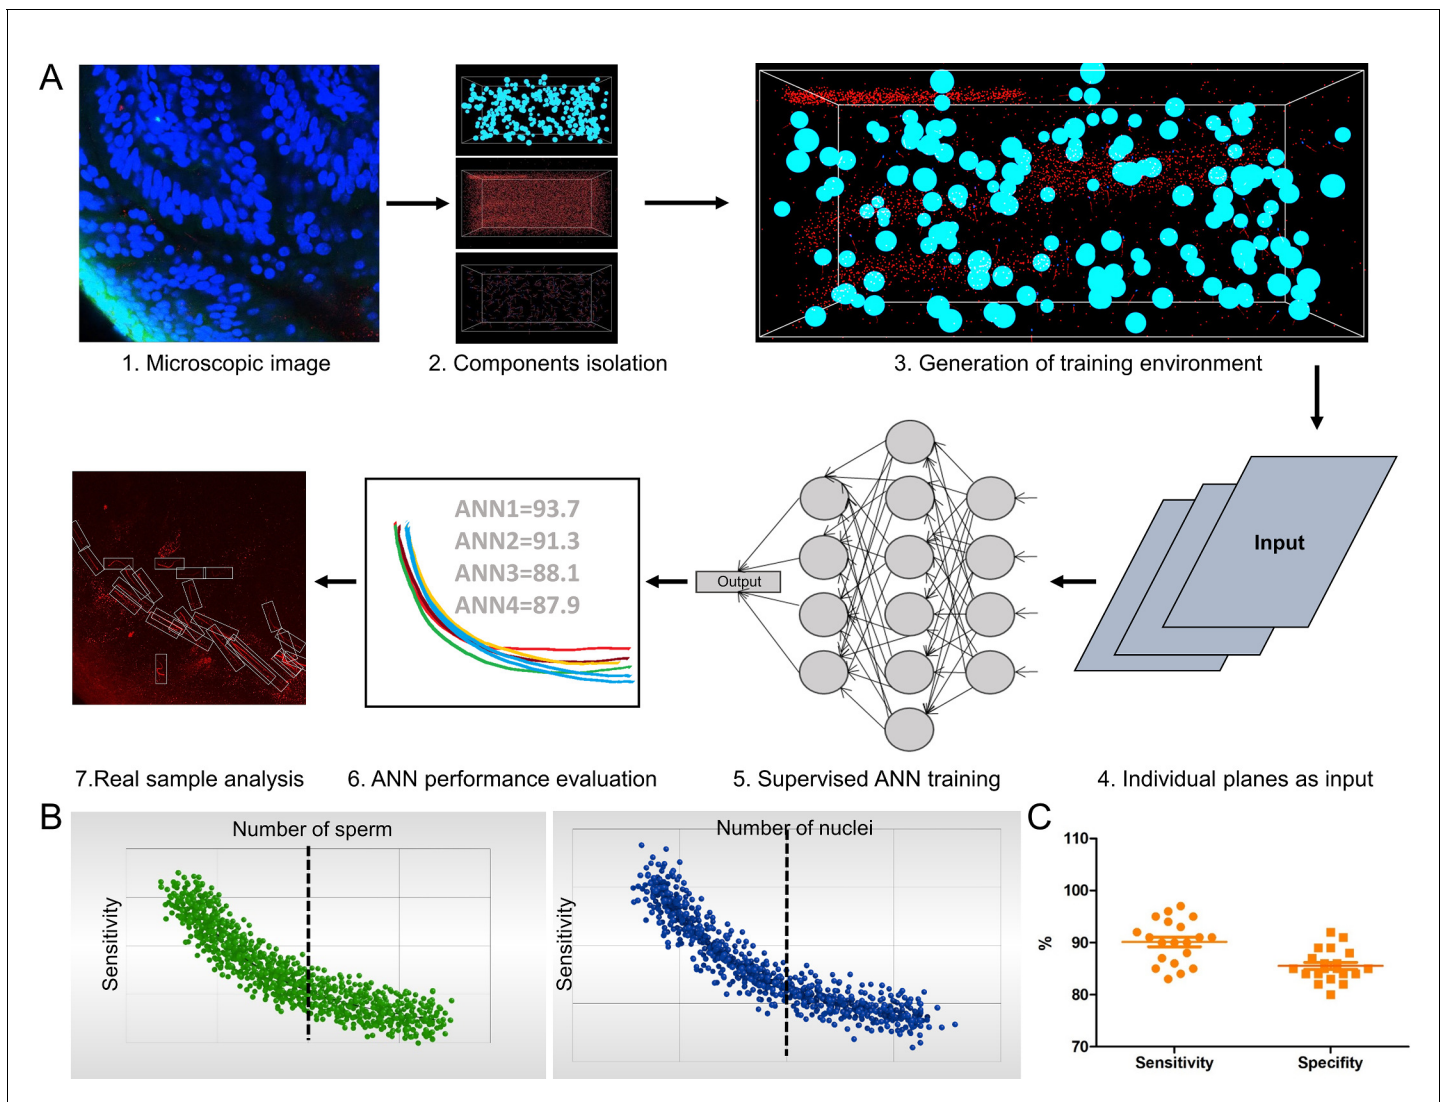 A
1. Microscopic image
2. Components isolation
3. Generation of training environment
Input
Output
ANN1=93.7
ANN2=91.3
ANN3=88.1
ANN4=87.9
7.Real sample analysis
6. ANN performance evaluation
5. Supervised ANN training
4. Individual planes as input
B
Number of sperm
Sensitivity
Number of nuclei
Sensitivity
C
%
110
100
90
80
70
Sensitivity
Specifity